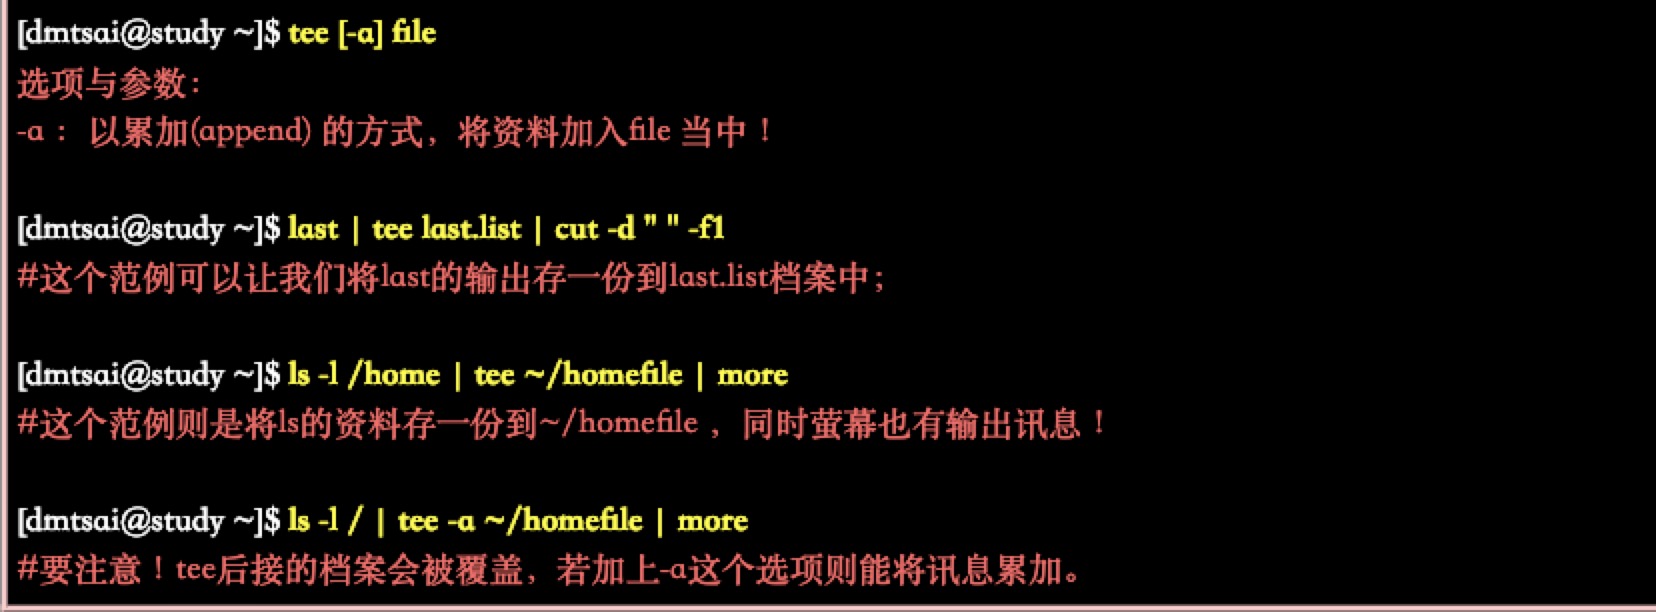 [dmtsai@study ~]$ tee [-a] file
选项与参数：
-a ： 以累加(append) 的方式，将资料加入file 当中！
[dmtsai@study ~]$ last | tee last.list | cut -d " " -f1
#这个范例可以让我们将last的输出存一份到last.list档案中；
[dmtsai@study ~]$ ls -l /home | tee ~/homefile | more
#这个范例则是将ls的资料存一份到~/homefile ，同时萤幕也有输出讯息！
[dmtsai@study ~]$ ls -l / | tee -a ~/homefile | more
#要注意！tee后接的档案会被覆盖，若加上-a这个选项则能将讯息累加。